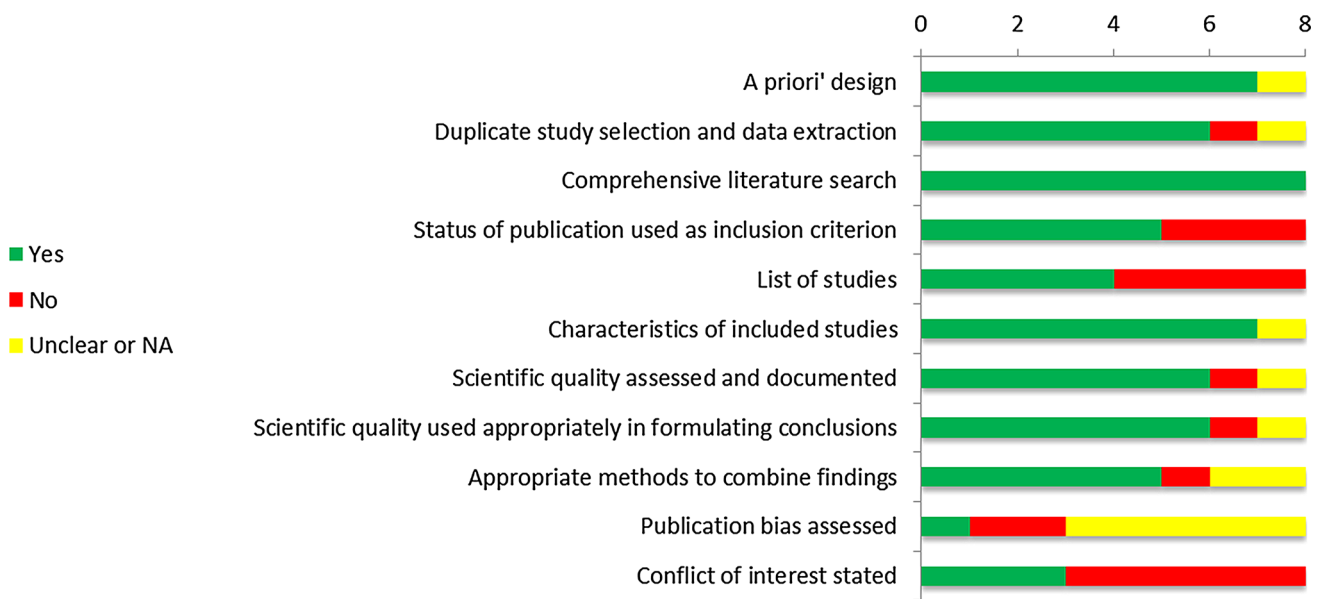 0 2 4 6 8
A priori' design
Duplicate study selection and data extraction
Comprehensive literature search
Status of publication used as inclusion criterion
List of studies
Characteristics of included studies
Scientific quality assessed and documented
Scientific quality used appropriately in formulating conclusions
Appropriate methods to combine findings
Publication bias assessed
Conflict of interest stated
Yes
No
Unclear or NA